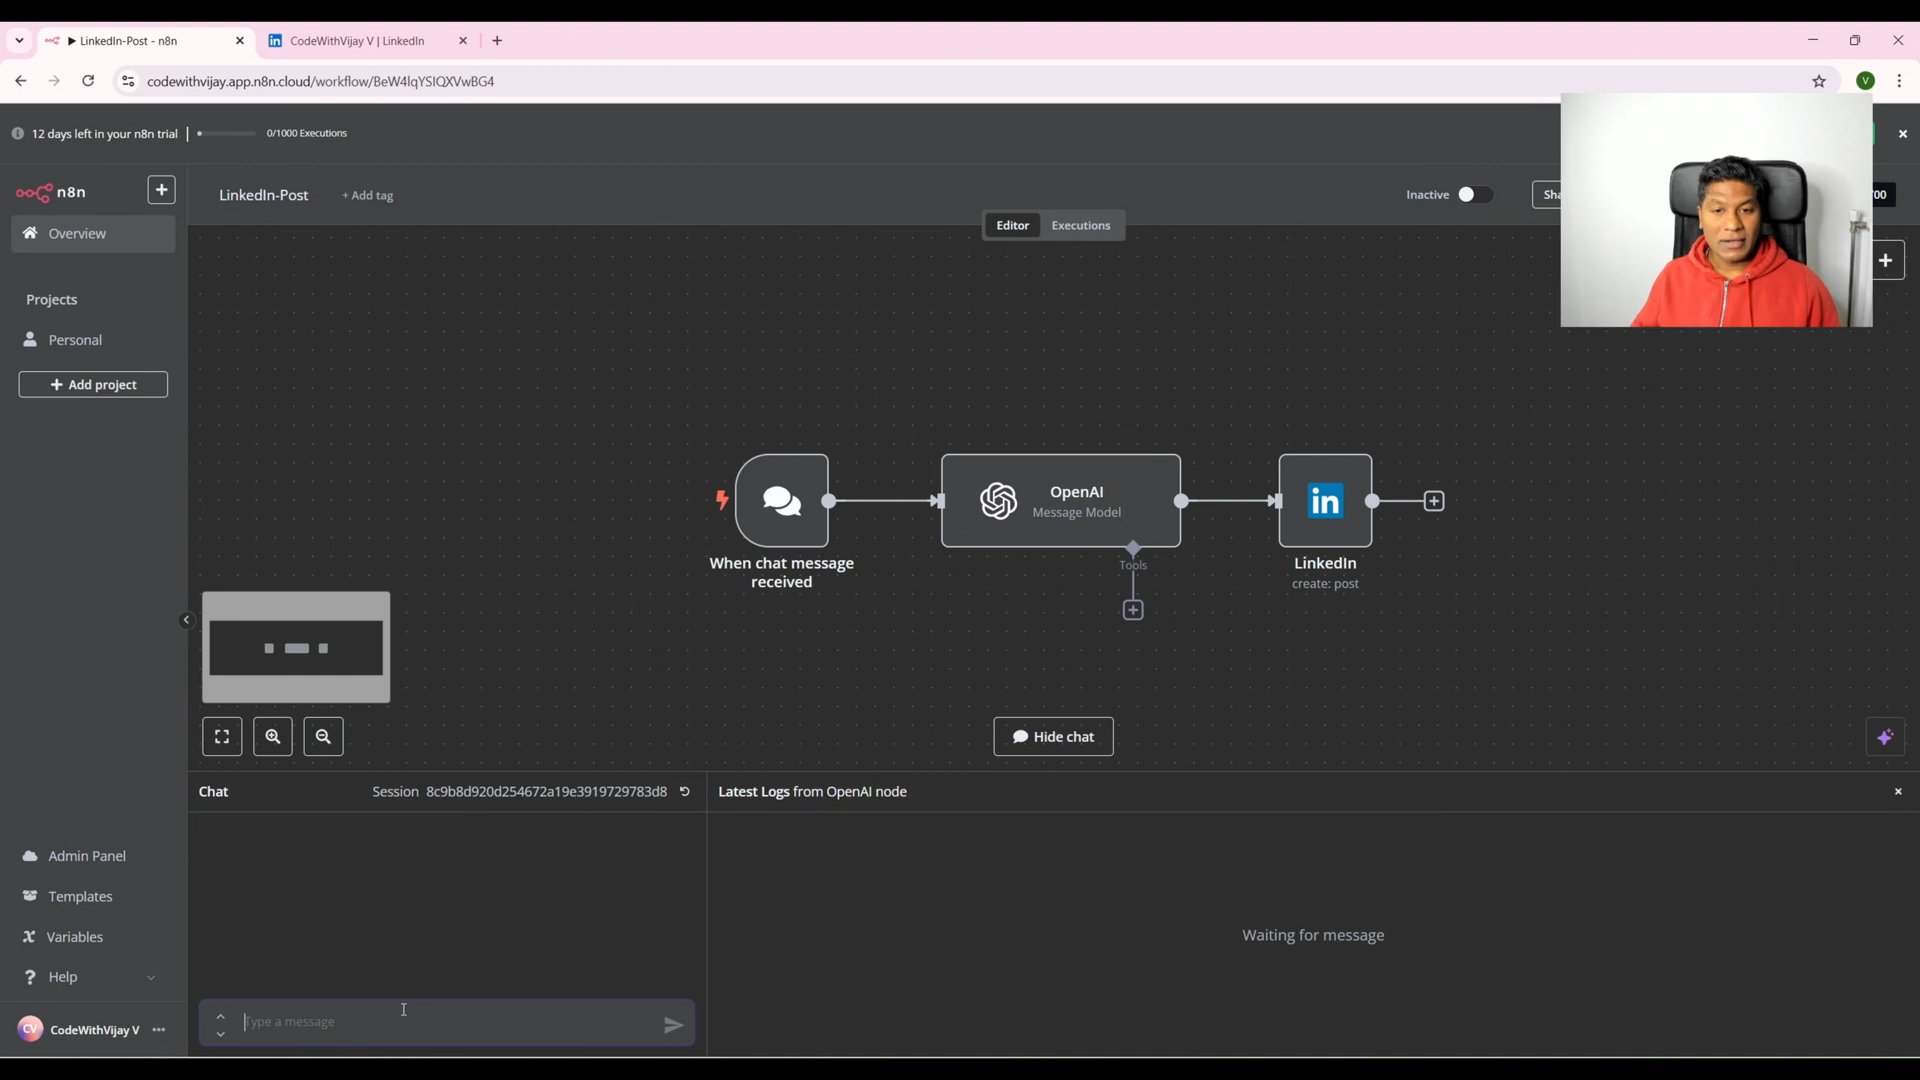 LinkedIn-Post - n8n
CodeWithVijay V | LinkedIn
codewithvijay.app.n8n.cloud/workflow/BeW4lqYSIQXVwBG4
V
12 days left in your n8n trial
0/1000 Executions
n8n
LinkedIn-Post
+ Add tag
Inactive
Editor
Executions
Overview
Projects
Personal
Add project
OpenAI
Message Model
Tools
When chat message
received
LinkedIn
create: post
Hide chat
Chat
Session 8c9b8d920d254672a19e3919729783d8
Latest Logs from OpenAI node
Waiting for message
Type a message
Admin Panel
Templates
Variables
Help
CV
CodeWithVijay V